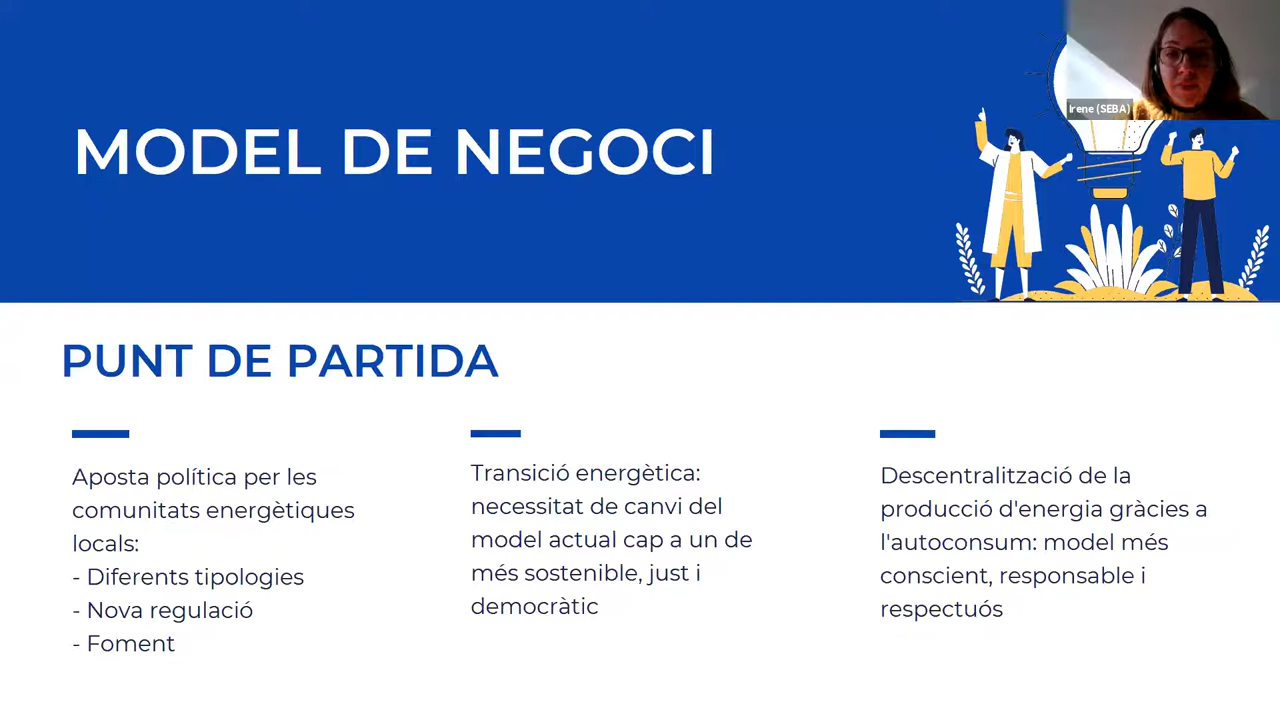 MODEL DE NEGOCI
Irene (SEBA)
PUNT DE PARTIDA
Aposta política per les
comunitats energètiques
locals:
- Diferents tipologies
- Nova regulació
- Foment
Transició energètica:
necessitat de canvi del
model actual cap a un de
més sostenible, just i
democràtic
Descentralització de la
producció d'energia gràcies a
l'autoconsum: model més
conscient, responsable i
respectuós